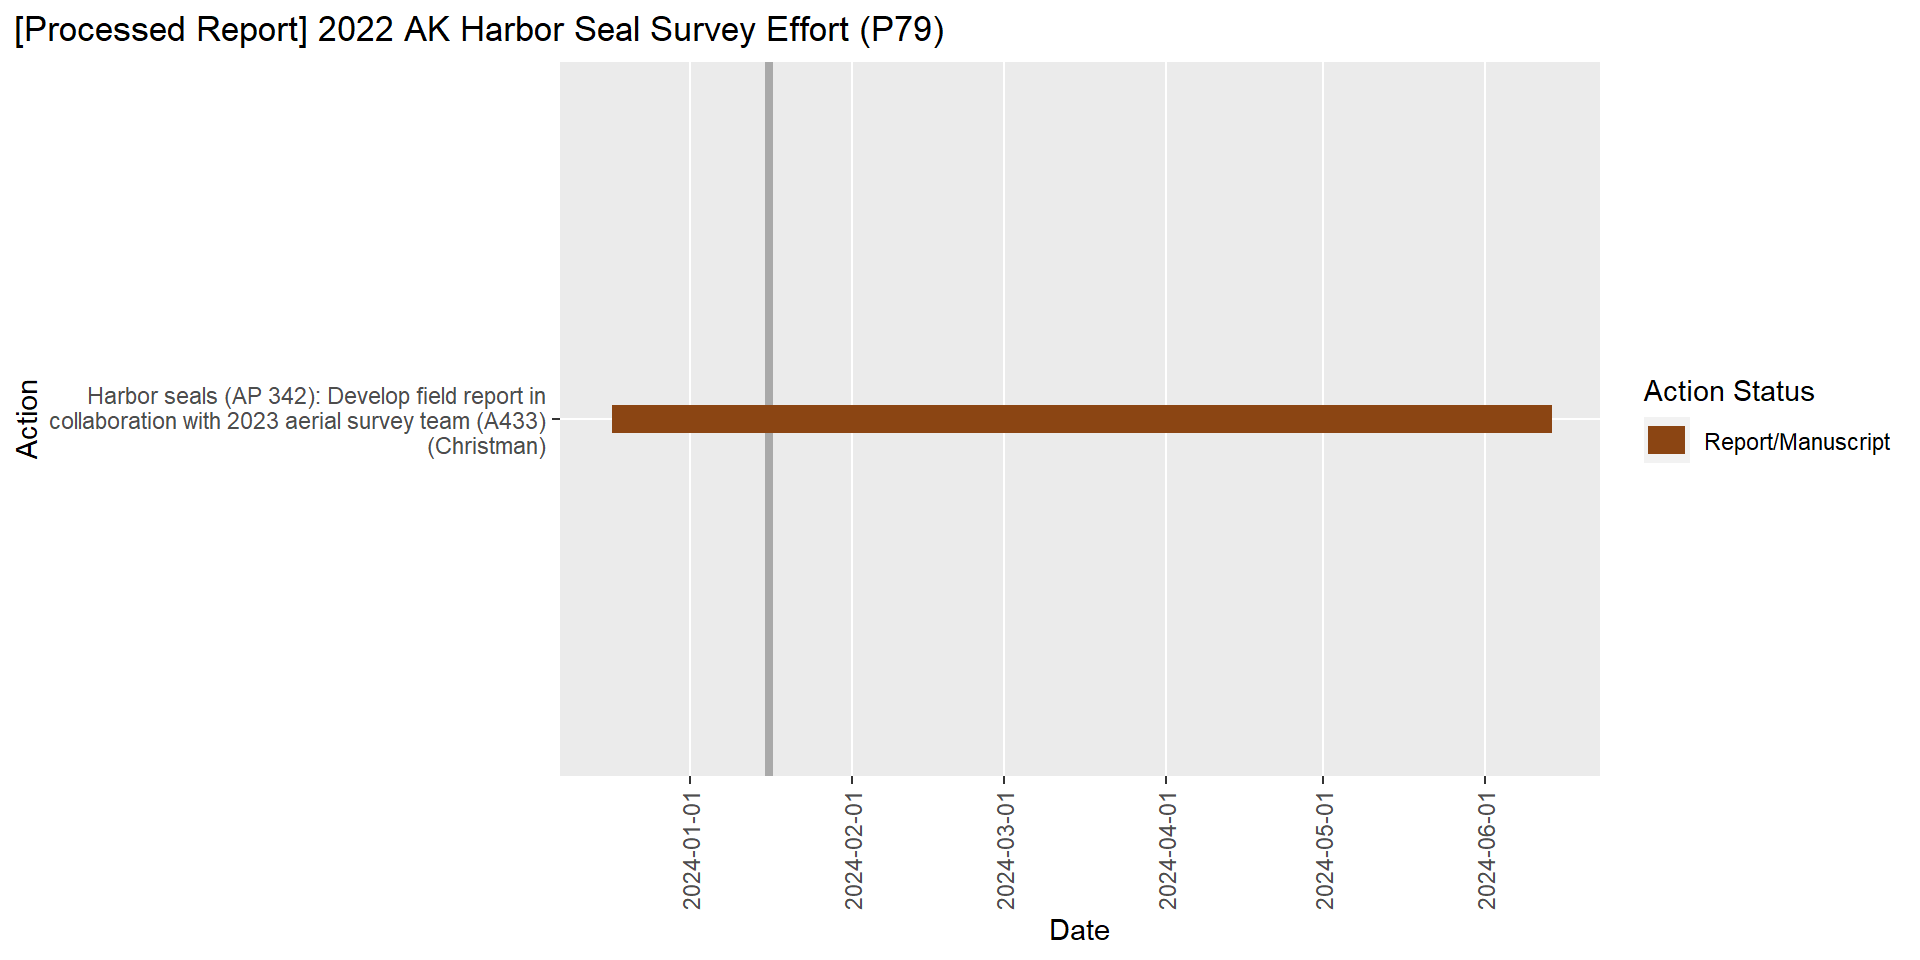 [Processed Report] 2022 AK Harbor Seal Survey Effort (P79)
Action
Harbor seals (AP 342): Develop field report in
collaboration with 2023 aerial survey team (A433)
(Christman)
2024-01-01
2024-02-01
2024-03-01
2024-04-01
2024-05-01
2024-06-01
Date
Action Status
Report/Manuscript